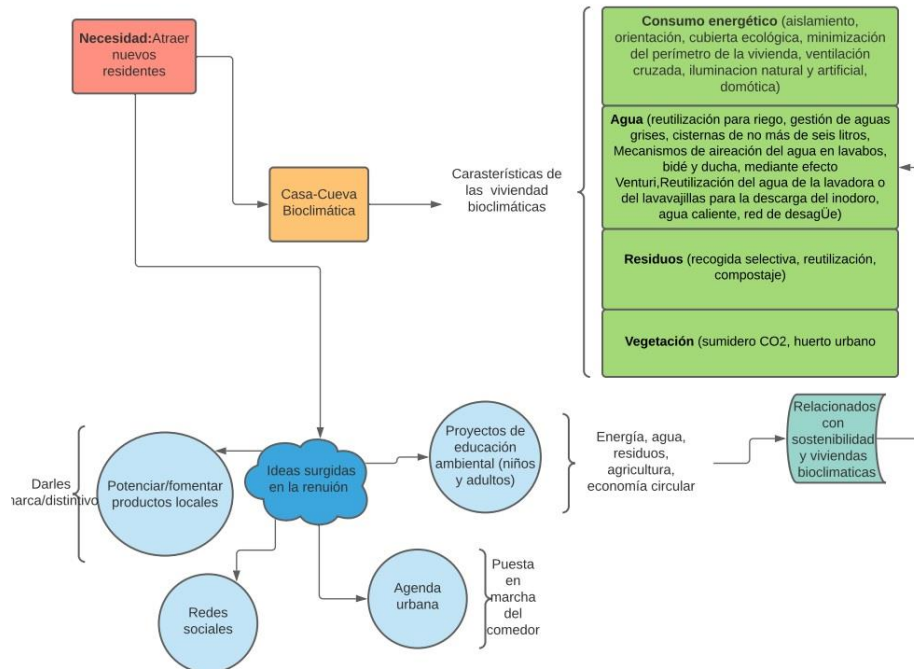 Necesidad:Atraer
nuevos
residentes
Casa-Cueva
Bioclimática
Cararsterísticas de
las viviendad
bioclimáticas
Consumo energético (aislamiento,
orientación, cubierta ecológica, minimización
del perímetro de la vivienda, ventilación
cruzada, iluminacion natural y artificial,
domótica)
Agua (reutilización para riego, gestión de aguas
grises, cisternas de no más de seis litros,
Mecanismos de aireación del agua en lavabos,
bidé y ducha, mediante efecto
Venturi,Reutilización del agua de la lavadora o
del lavavajillas para la descarga del inodoro,
agua caliente, red de desagÜe)
Residuos (recogida selectiva, reutilización,
compostaje)
Vegetación (sumidero CO2, huerto urbano
Darles
marca/distintivo
Potenciar/fomentar
productos locales
Ideas surgidas
en la renuión
Proyectos de
educación
ambiental (niños
y adultos)
Energía, agua,
residuos,
agricultura,
economía circular
Relacionados
con
sostenibilidad
y viviendas
bioclimaticas
Redes
sociales
Agenda
urbana
Puesta
en
marcha
del
comedor